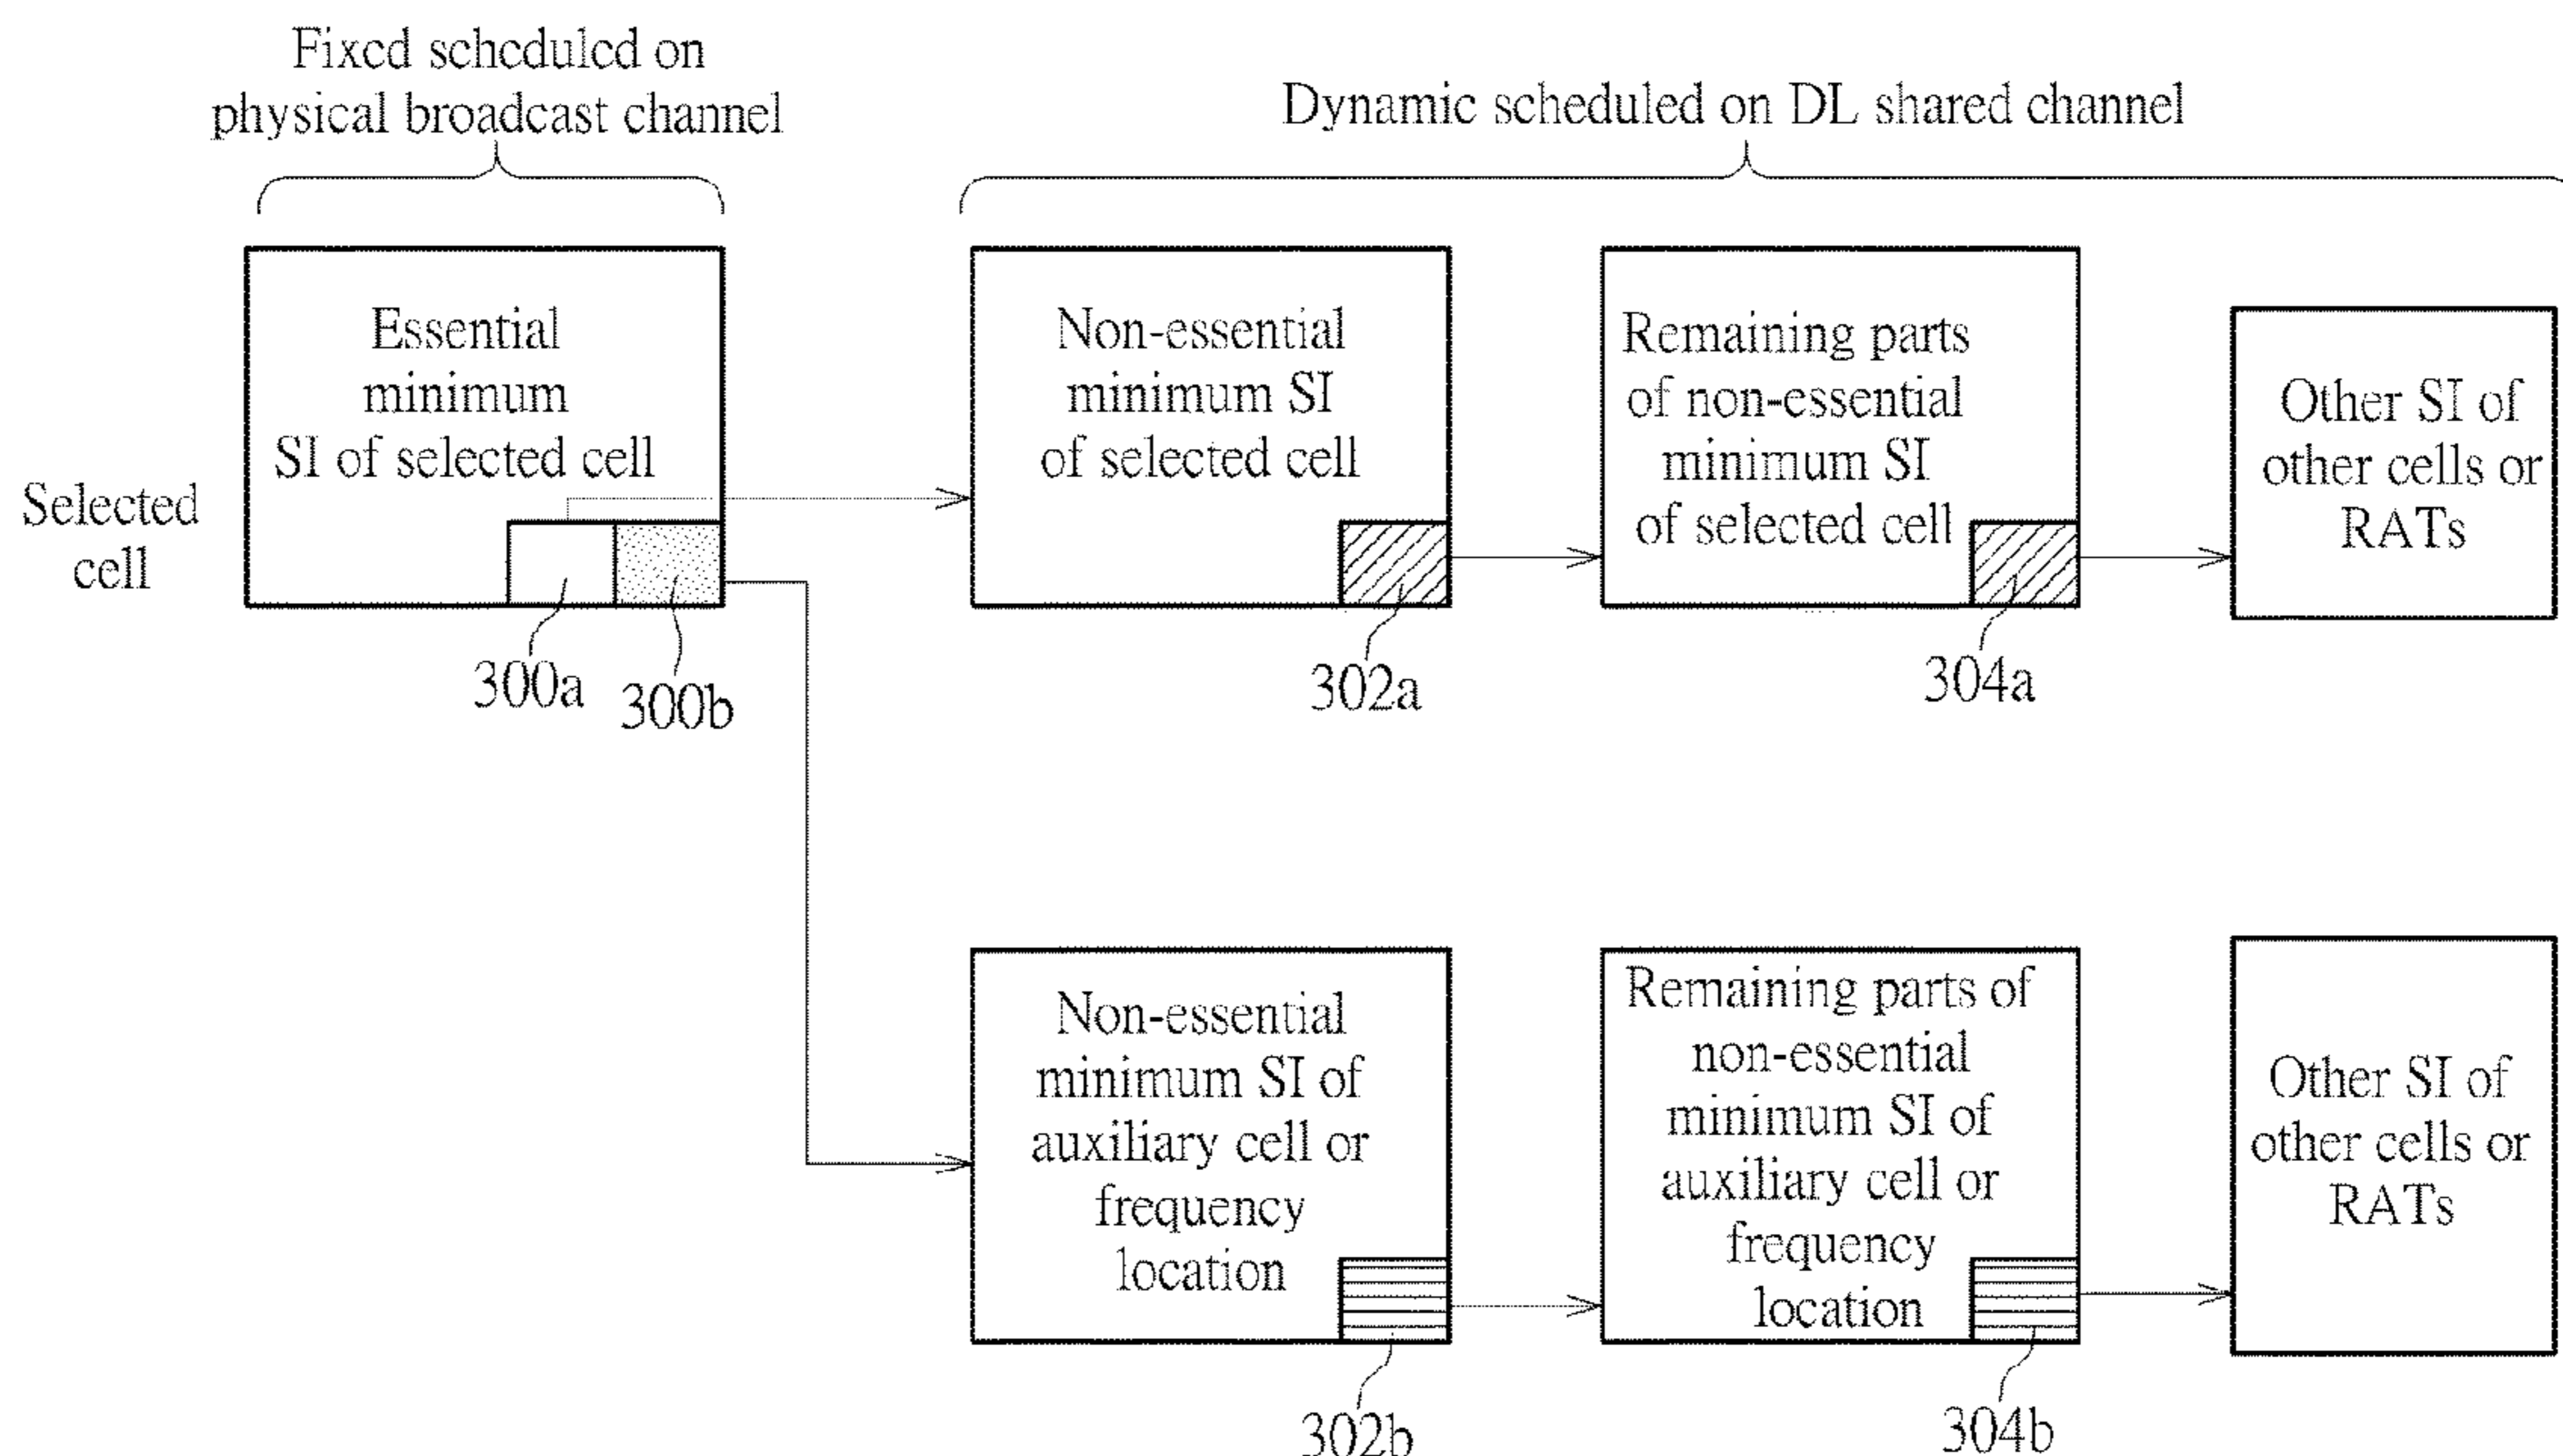 Fixed scheduled on
physical broadcast channel
Dynamic scheduled on DL shared channel
Selected
cell
Essential
minimum
SI of selected cell
300a
300b
Non-essential
minimum SI
of selected cell
302a
Remaining parts
of non-essential
minimum SI
of selected cell
304a
Other SI of
other cells or
RATs
Non-essential
minimum SI of
auxiliary cell or
frequency
location
302b
Remaining parts of
non-essential
minimum SI of
auxiliary cell or
frequency
location
304b
Other SI of
other cells or
RATs